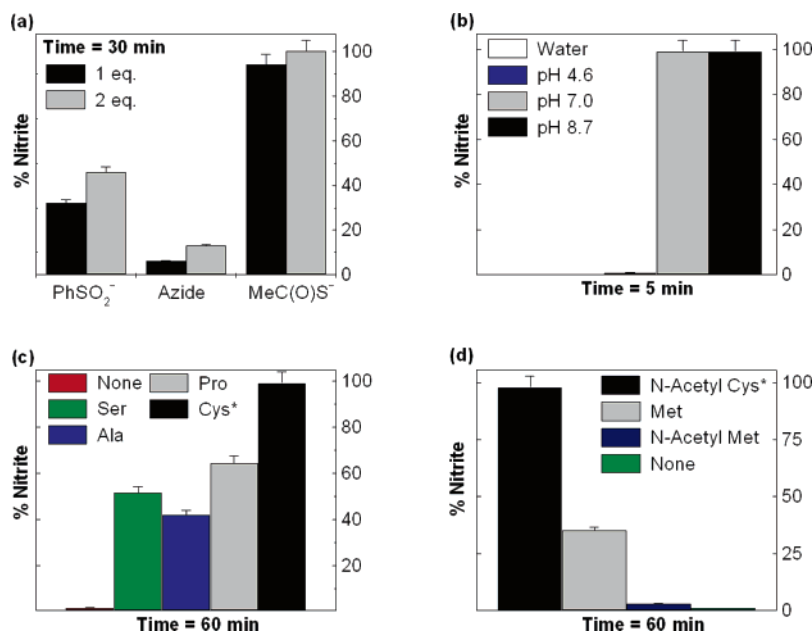 (a)
Time = 30 min
1 eq.
2 eq.
% Nitrite
100
80
60
40
20
0
PhSO₂⁻ Azide MeC(O)S⁻
(b)
Water
pH 4.6
pH 7.0
pH 8.7
% Nitrite
100
80
60
40
20
0
Time = 5 min
(c)
None Pro
Ser Cys*
Ala
% Nitrite
100
80
60
40
20
Time = 60 min
(d)
N-Acetyl Cys*
Met
N-Acetyl Met
None
% Nitrite
100
75
50
25
0
Time = 60 min